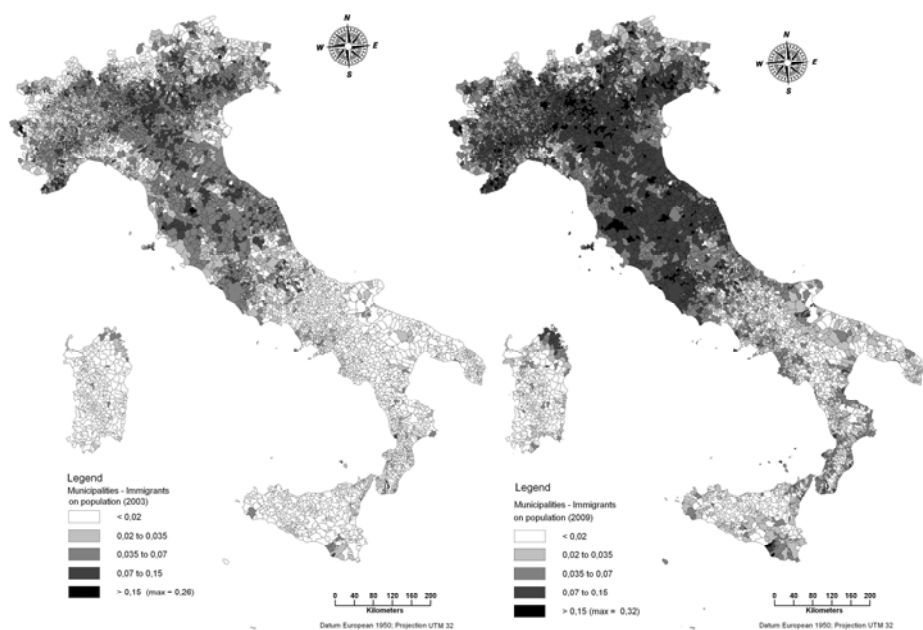 N
W E
S
N
W E
S
Legend
Municipalities - Immigrants
on population (2003)
< 0,02
0,02 to 0,035
0,035 to 0,07
0,07 to 0,15
> 0,15 (max = 0,26)
0 20 40 80 120 160 200
Kilometers
Datum European 1950; Projection UTM 32
Legend
Municipalities - Immigrants
on population (2009)
< 0,02
0,02 to 0,035
0,035 to 0,07
0,07 to 0,15
> 0,15 (max = 0,32)
0 20 40 80 120 160 200
Kilometers
Datum European 1950; Projection UTM 32